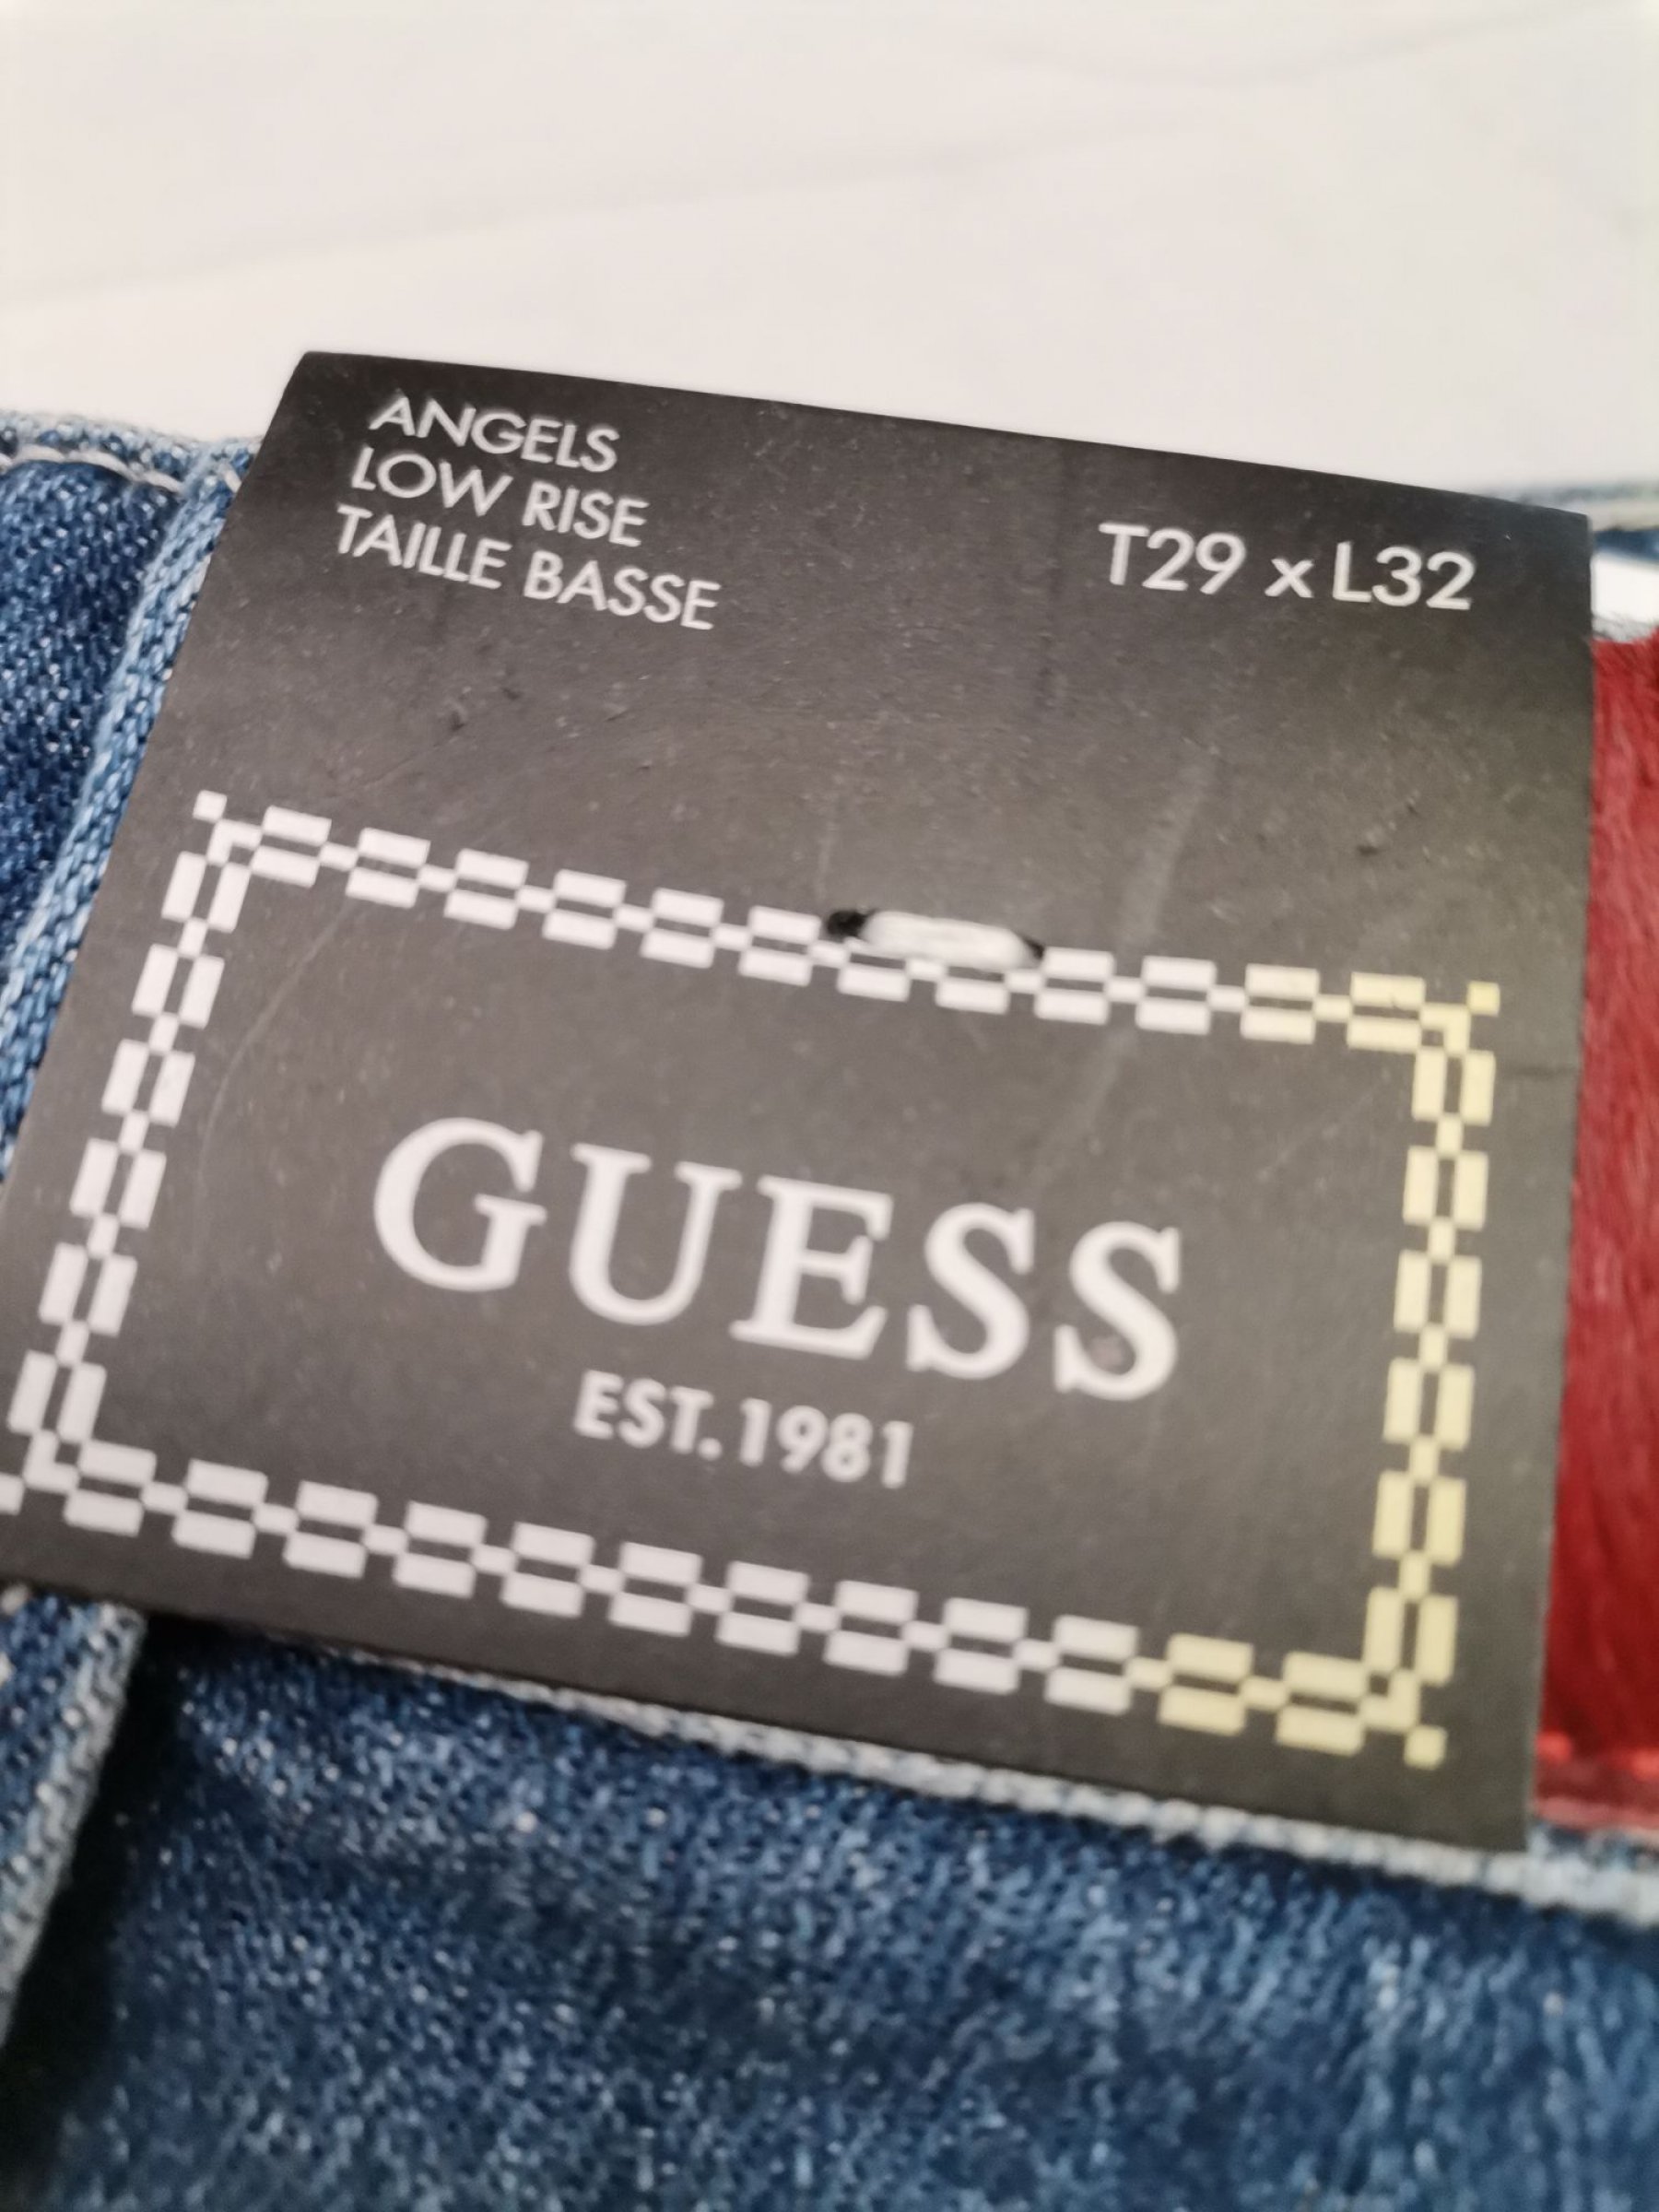 ANGELS
LOW RISE
TAILLE BASSE
T29 x L32
GUESS
EST. 1981